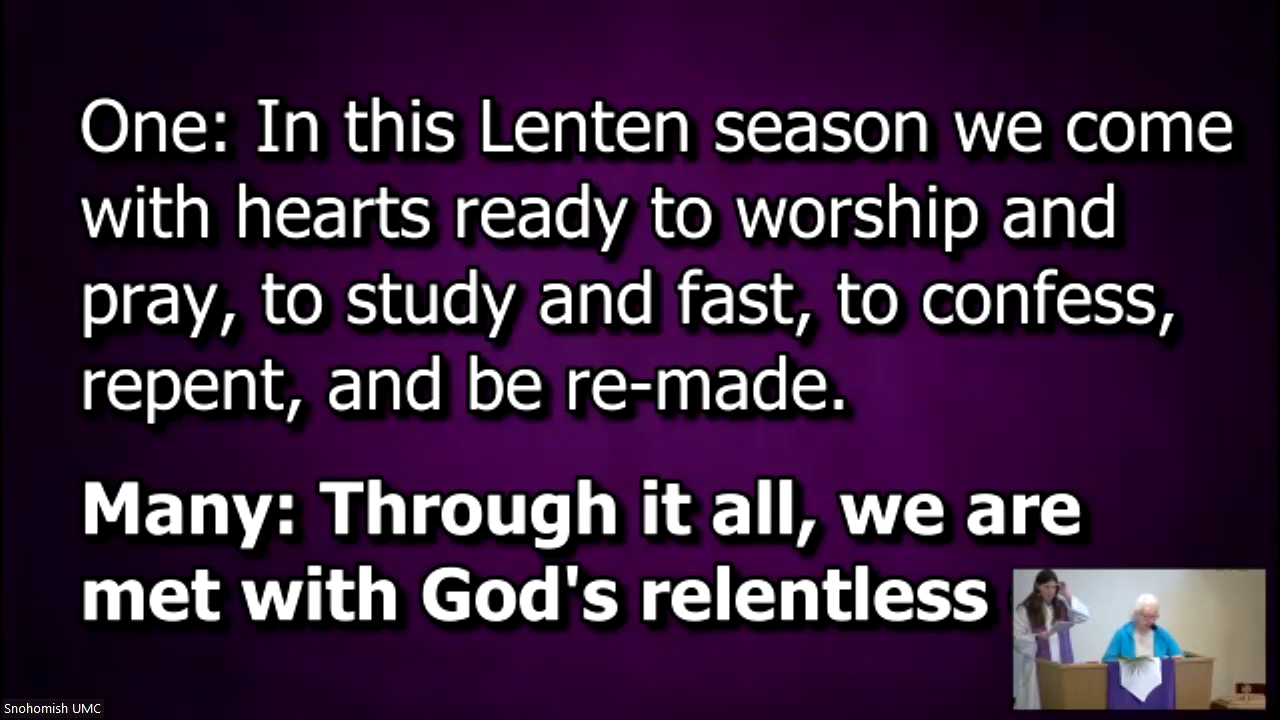 One: In this Lenten season we come
with hearts ready to worship and
pray, to study and fast, to confess,
repent, and be re-made.
Many: Through it all, we are
met with God's relentless
Snohomish UMC